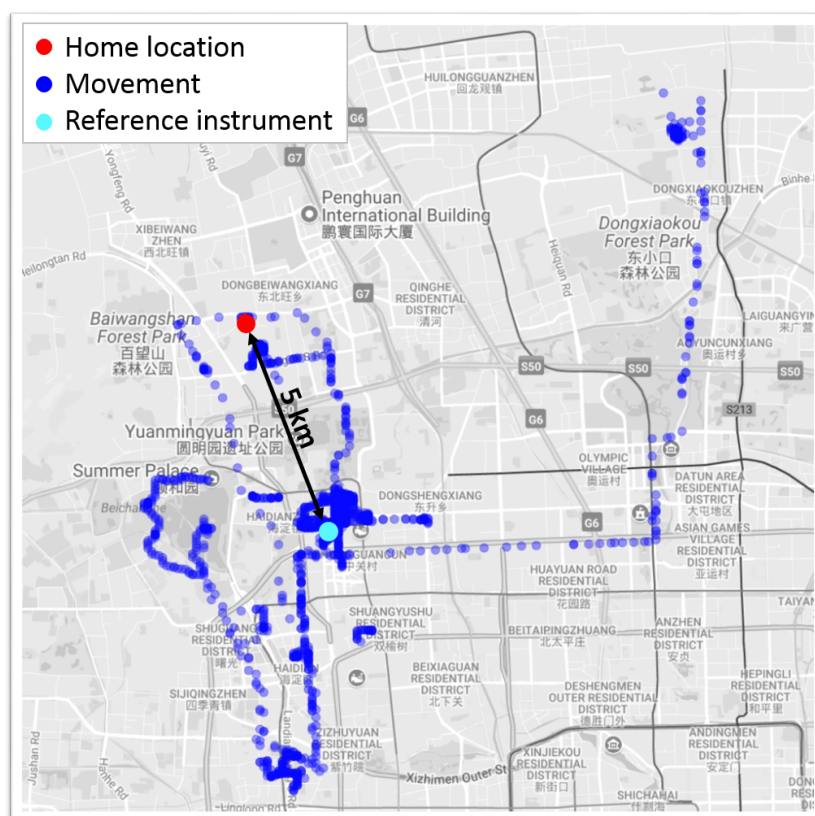 Home location
Movement
Reference instrument
HUILONGGUANZHEN
回龙观镇
G6
G7
Yongfeng Rd
Penghuan
International Building
鹏寰国际大厦
DONGXIAOKOUZHEN
Binhe
XIBEIWANG
ZHEN
西北旺镇
Dongxiaokou
Forest Park
东小口
森林公园
Heiquan Rd
DONGBEIWANGXIANG
东北旺乡
G7
QINGHE
RESIDENTIAL
DISTRICT
清河
Baiwangshan
Forest Park
百望山
森林公园
LAIGUANGYIN
来广营
AOYUNCUNXIANG
奥运村乡
5 km
S50
S50
S50
S213
G6
Yuanmingyuan Park
圆明园遗址公园
Summer Palace
颐和园
OLYMPIC
VILLAGE
奥运村
DATUN AREA
RESIDENTIAL
DISTRICT
大屯地区
DONGSHENGXIANG
东升乡
G6
ASIAN GAMES
VILLAGE
RESIDENTIAL
DISTRICT
亚运村
中关村
HUAYUAN ROAD
RESIDENTIAL
DISTRICT
花园路
SHUANGYUSHU
RESIDENTIAL
DISTRICT
双榆树
BEITAIPINGZHUANG
北太平庄
ANZHEN
RESIDENTIAL
DISTRICT
安贞
TAIYAN
曙光
BEIXIAGUAN
RESIDENTIAL
DISTRICT
北下关
SIJIQINGZHEN
四季青镇
DESHENGMEN
OUTER RESIDENTIAL
DISTRICT
德胜门外
HEPINGLI
RESIDENTIAL
DISTRICT
和平里
ZIZHUYUAN
RESIDENTIAL
DISTRICT
紫竹院
XINJIEKOU
RESIDENTIAL
DISTRICT
新街口
ANDINGMEN
RESIDENTIAL
DISTRICT
安定门
Jushan Rd
Hanhe Rd
Xizhimen Outer St
SHICHAHAI
什刹海